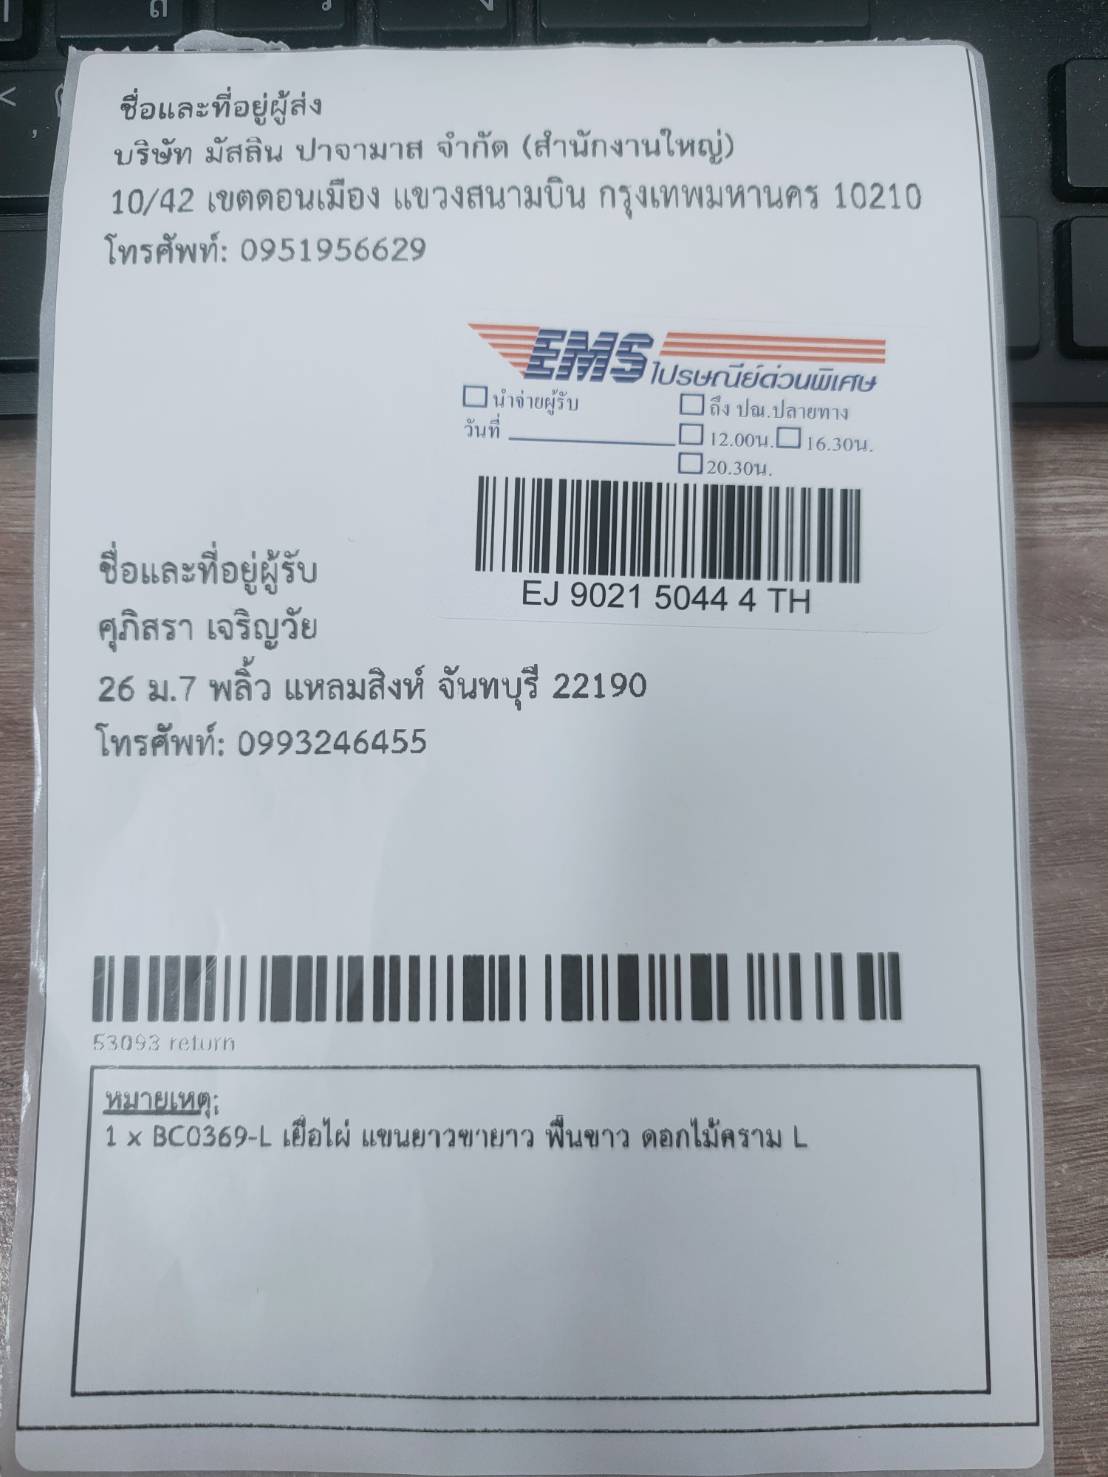 ชื่อและที่อยู่ผู้ส่ง
บริษัท มัสลิน ปาจามาส จำกัด (สำนักงานใหญ่)
10/42 เขตดอนเมือง แขวงสนามบิน กรุงเทพมหานคร 10210
โทรศัพท์: 0951956629
EMS ไปรษณีย์ด่วนพิเศษ
นำจ่ายผู้รับ
ถึง ปณ.ปลายทาง
วันที่
12.00น. 16.30น.
20.30น.
EJ 9021 5044 4 TH
ชื่อและที่อยู่ผู้รับ
ศุภิสรา เจริญวัย
26 ม.7 พลิ้ว แหลมสิงห์ จันทบุรี 22190
โทรศัพท์: 0993246455
53093 return
หมายเหตุ:
1 x BC0369-L เยื่อไผ่ แขนยาวขายาว พื้นขาว ดอกไม้คราม L